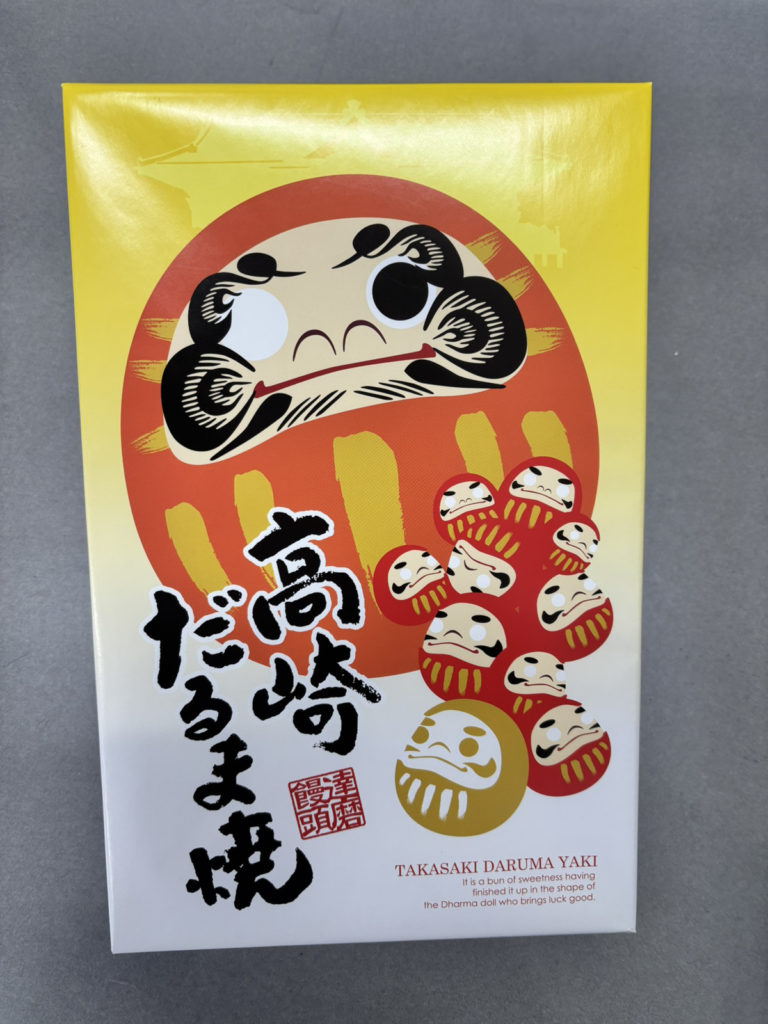 高崎
だるま焼
達磨
饅頭
TAKASAKI DARUMA YAKI
It is a bun of sweetness having
finished it up in the shape of
the Dharma doll who brings luck good.